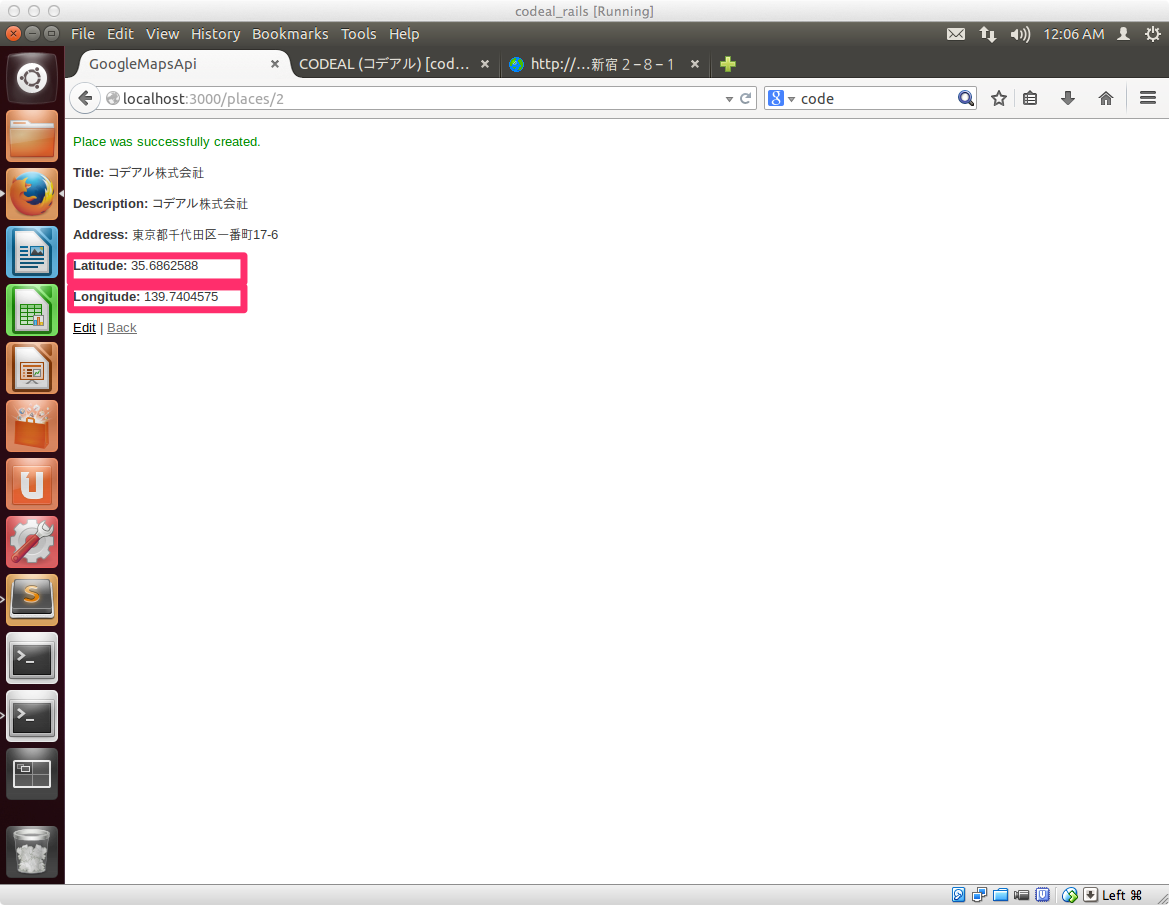 codeal_rails [Running]
File Edit View History Bookmarks Tools Help 12:06 AM
GoogleMapsApi CODEAL (コデアル) [cod... http://...新宿２−８−１
localhost:3000/places/2 code
Place was successfully created.
Title: コデアル株式会社
Description: コデアル株式会社
Address: 東京都千代田区一番町17-6
Latitude: 35.6862588
Longitude: 139.7404575
Edit | Back
Left ⌘